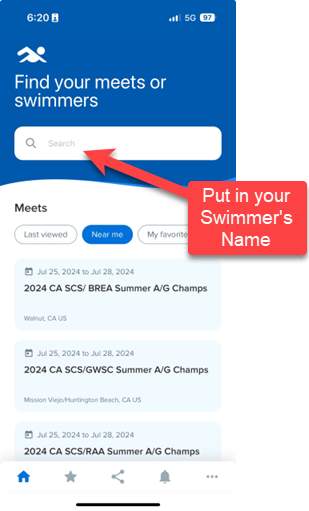 6:20 5G 97
Find your meets or
swimmers
Search
Put in your
Swimmer's
Name
Meets
Last viewed Near me My favorite
Jul 25, 2024 to Jul 28, 2024
2024 CA SCS/ BREA Summer A/G Champs
Walnut, CA US
Jul 25, 2024 to Jul 28, 2024
2024 CA SCS/GWSC Summer A/G Champs
Mission Viejo/Huntington Beach, CA US
Jul 25, 2024 to Jul 28, 2024
2024 CA SCS/RAA Summer A/G Champs